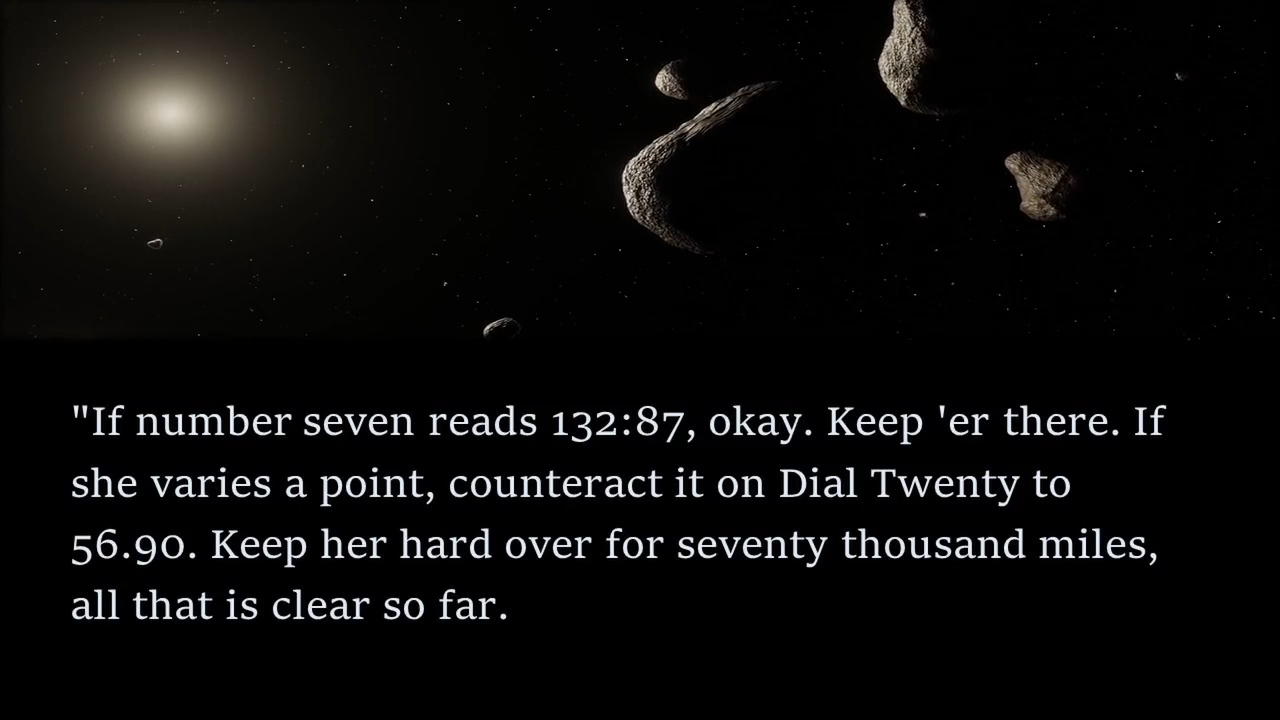 "If number seven reads 132:87, okay. Keep 'er there. If
she varies a point, counteract it on Dial Twenty to
56.90. Keep her hard over for seventy thousand miles,
all that is clear so far.